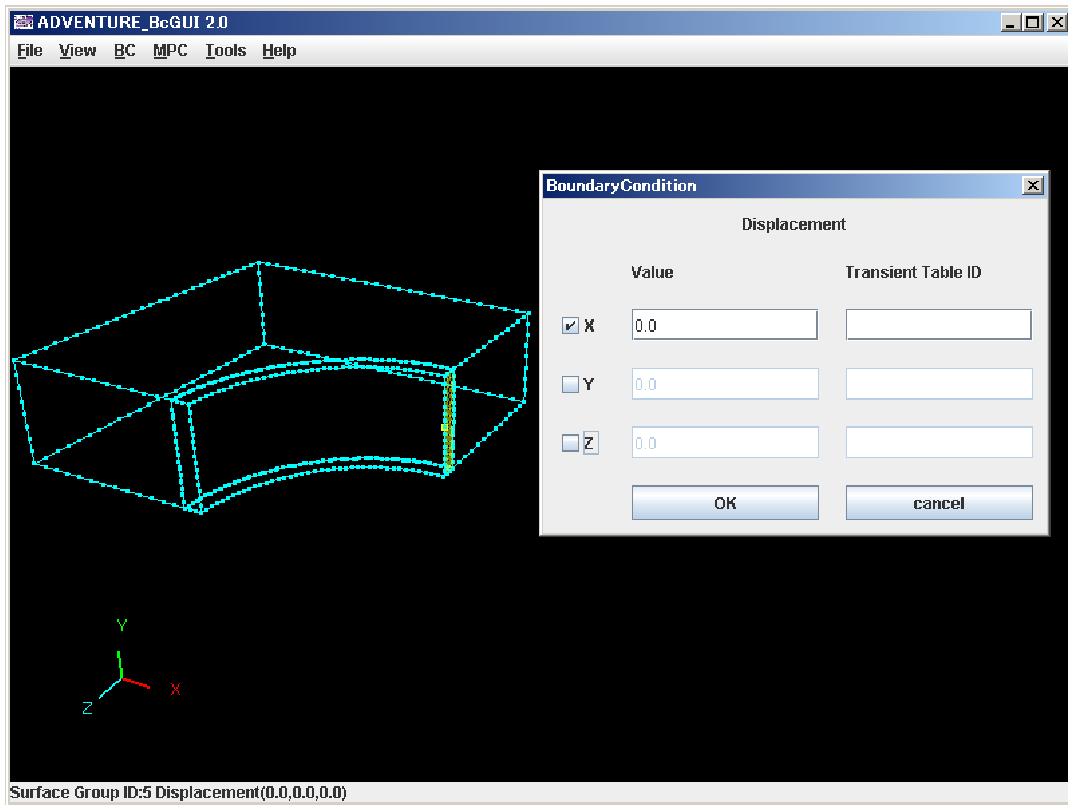 ADVENTURE_BcGUI 2.0
File View BC MPC Tools Help
BoundaryCondition
Displacement
Value Transient Table ID
X 0.0
Y 0.0
Z 0.0
OK cancel
Y
X
Z
Surface Group ID:5 Displacement(0.0,0.0,0.0)